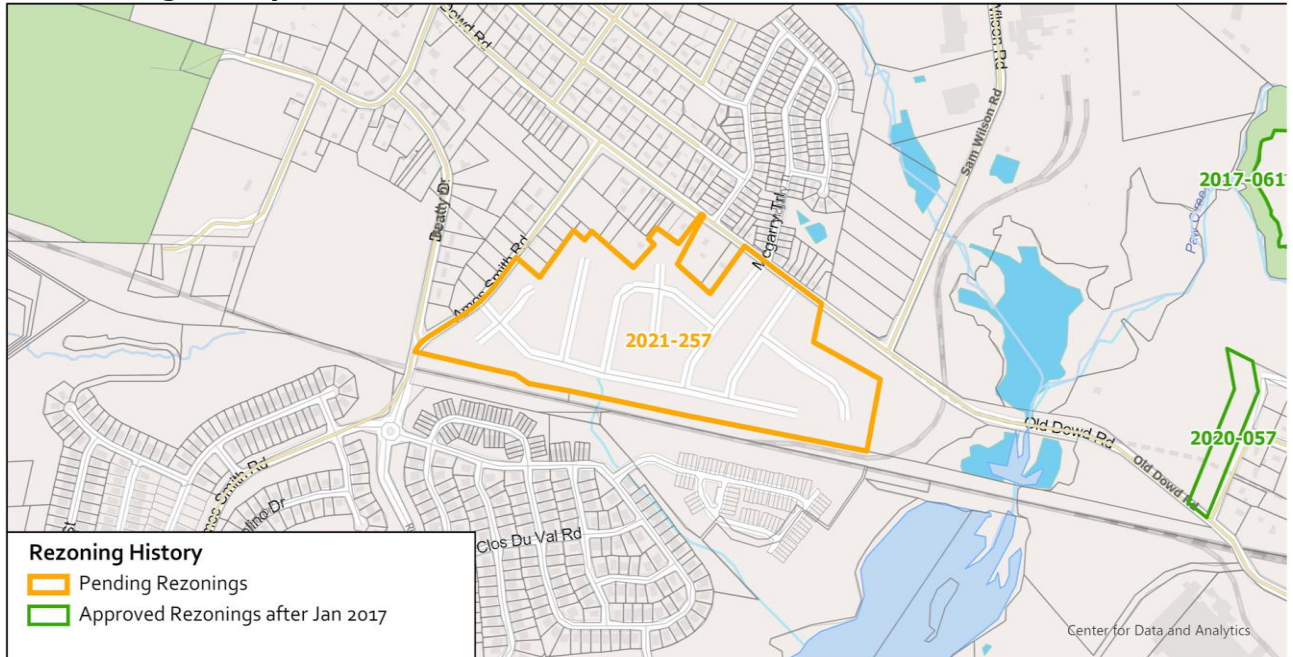 Dowd Rd
Wilson Rd
Sam Wilson Rd
2017-061
Beatty Dr
Mcgarry Trl
Amos Smith Rd
2021-257
Old Dowd Rd
2020-057
Old Dowd Rd
Smith Rd
Clos Du Val Rd
Rezoning History
Pending Rezonings
Approved Rezonings after Jan 2017
Center for Data and Analytics